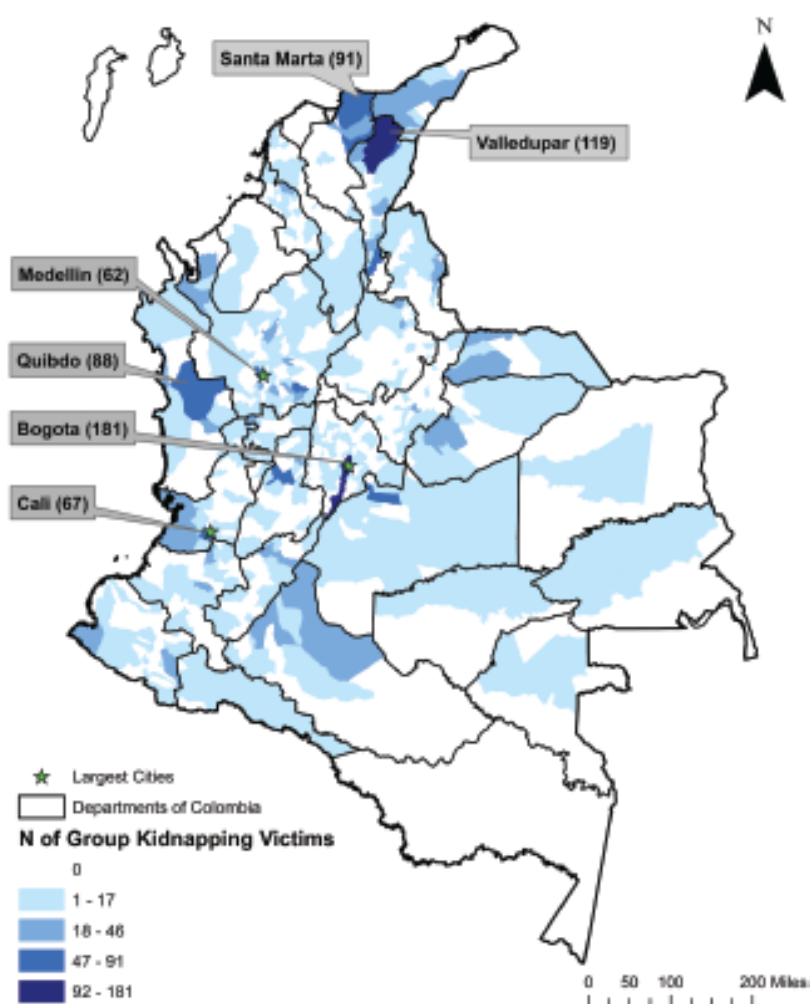 N
Santa Marta (91)
Valledupar (119)
Medellin (62)
Quibdo (88)
Bogota (181)
Cali (67)
Largest Cities
Departments of Colombia
N of Group Kidnapping Victims
0
1 - 17
18 - 46
47 - 91
92 - 181
0 50 100 200 Miles